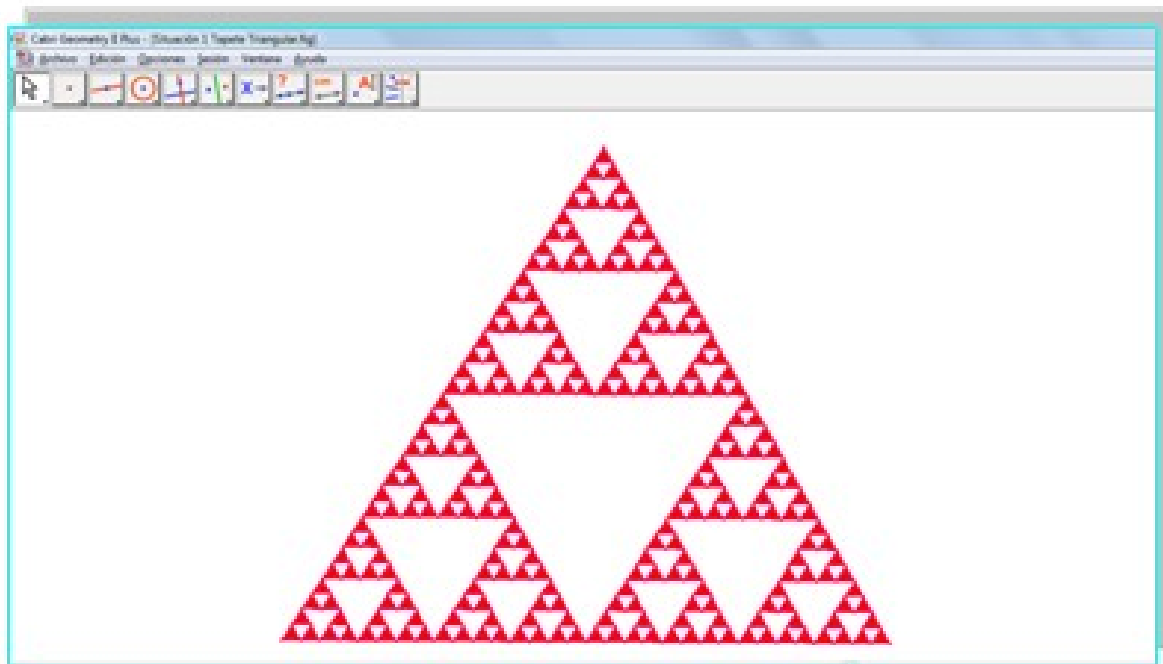 Cabri Geometry II Plus - [Situación 1 Tapete Triangular.fig]
Archivo Edición Opciones Sesión Ventana Ayuda